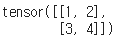 tensor([[1, 2],
        [3, 4]])